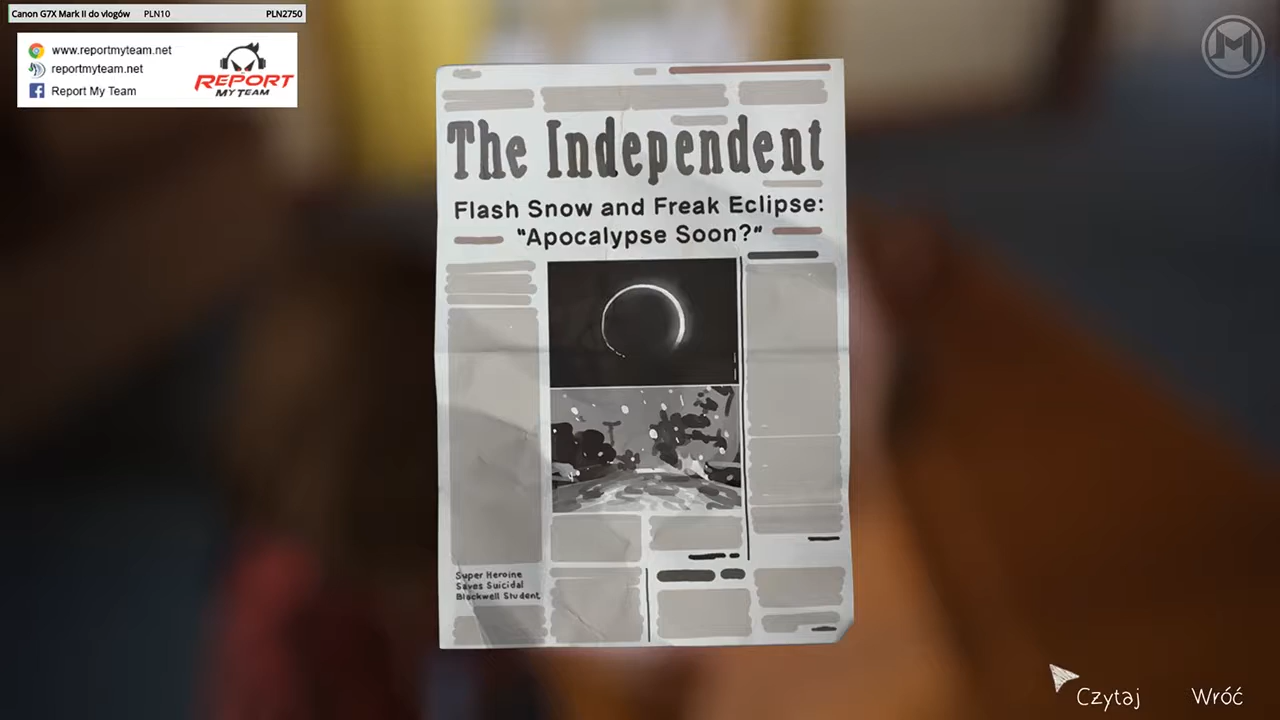 Canon G7X Mark II do vlogów PLN10 PLN2750
www.reportmyteam.net
reportmyteam.net
Report My Team
REPORT
MY TEAM
M
The Independent
Flash Snow and Freak Eclipse:
"Apocalypse Soon?"
Super Heroine
Saves Suicidal
Blackwell Student
Czytaj Wróć